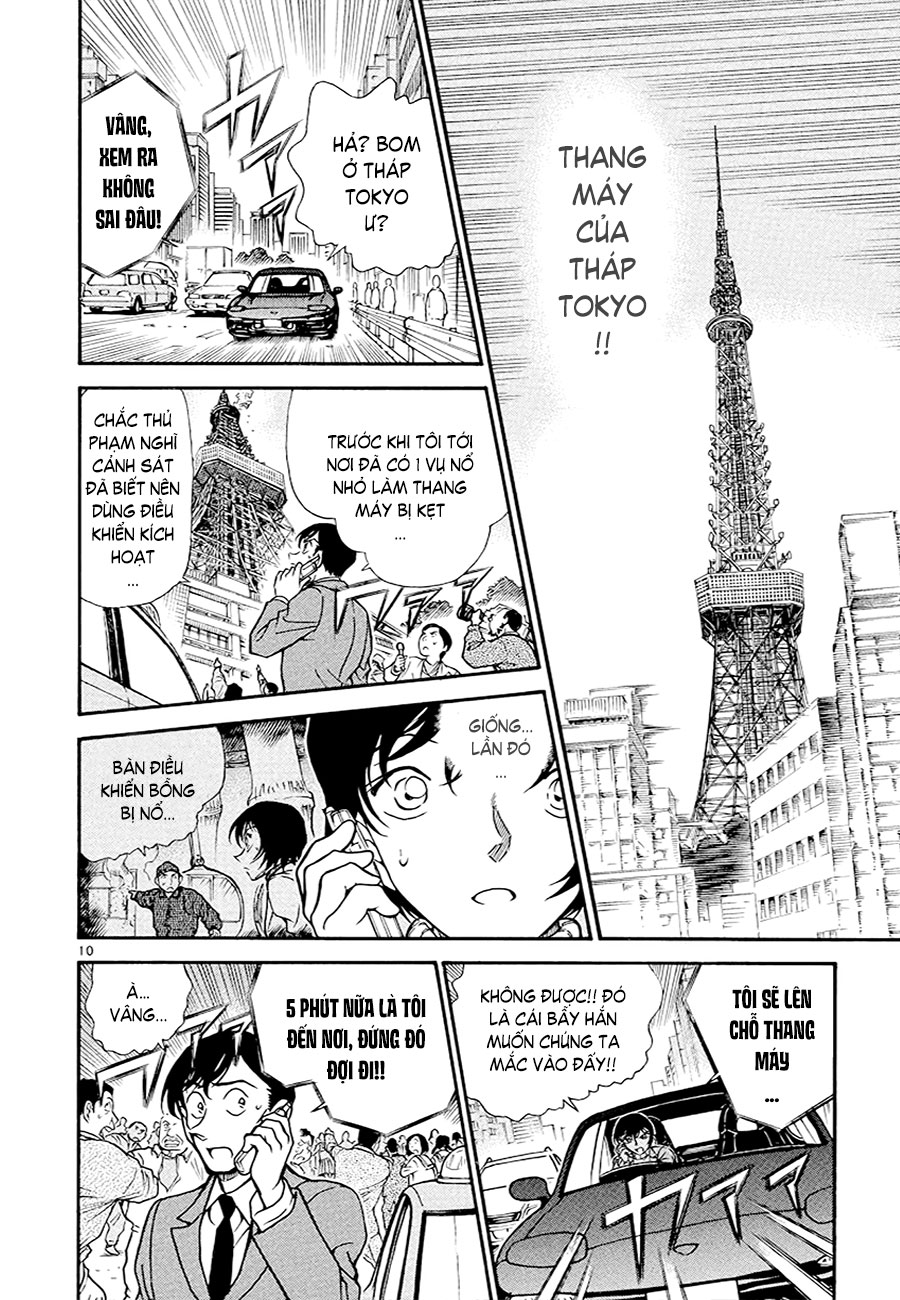 THANG
MÁY CỦA
THÁP
TOKYO
!!
HẢ? BOM
Ở THÁP
TOKYO
Ư?
VÂNG,
XEM RA
KHÔNG
SAI ĐÂU!
TRƯỚC KHI TÔI TỚI
NƠI ĐÃ CÓ 1 VỤ NỔ
NHỎ LÀM THANG
MÁY BỊ KẸT
...
CHẮC THỦ
PHẠM NGHĨ
CẢNH SÁT
ĐÃ BIẾT NÊN
DÙNG ĐIỀU
KHIỂN KÍCH
HOẠT
...
GIỐNG...
LẦN ĐÓ
...
BÀN ĐIỀU
KHIỂN BỖNG
BỊ NỔ...
10
TÔI SẼ LÊN
CHỖ THANG
MÁY
...
KHÔNG ĐƯỢC!! ĐÓ
LÀ CÁI BẪY HẮN
MUỐN CHÚNG TA
MẮC VÀO ĐẤY!!
5 PHÚT NỮA LÀ TÔI
ĐẾN NƠI, ĐỨNG ĐÓ
ĐỢI ĐI!!
À...
VÂNG...